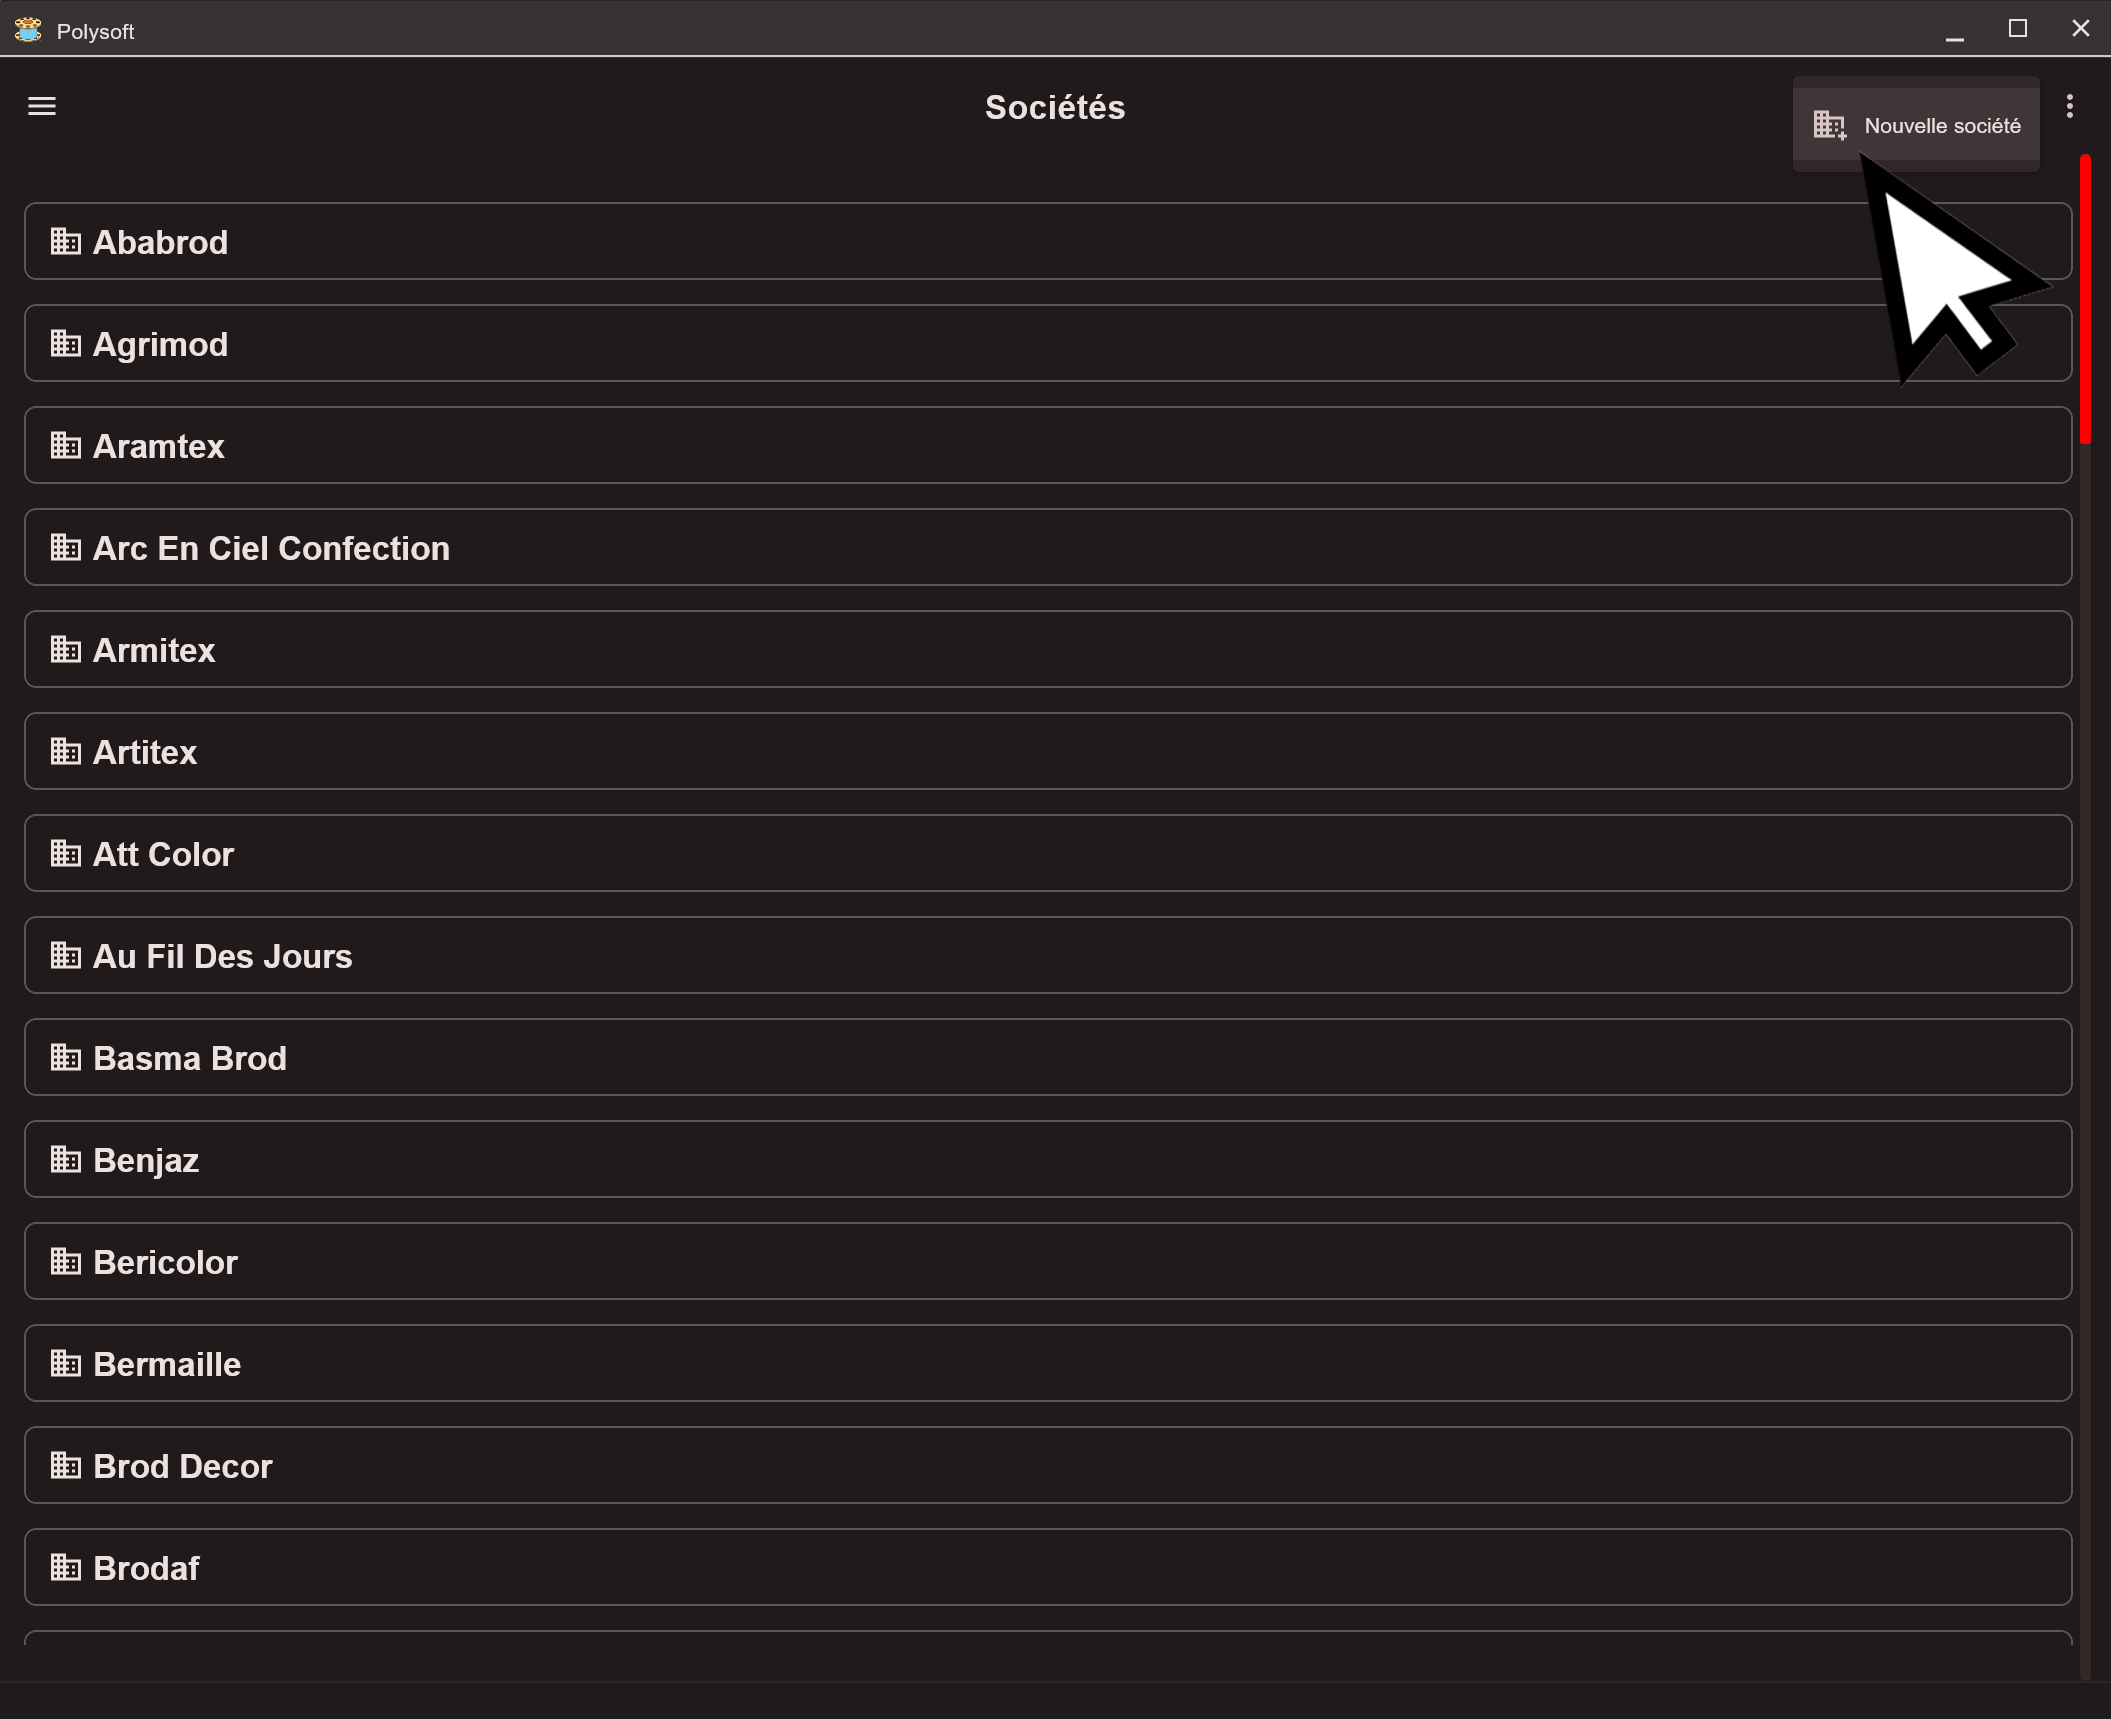 Polysoft
Sociétés
Nouvelle société
Ababrod
Agrimod
Aramtex
Arc En Ciel Confection
Armitex
Artitex
Att Color
Au Fil Des Jours
Basma Brod
Benjaz
Bericolor
Bermaille
Brod Decor
Brodaf